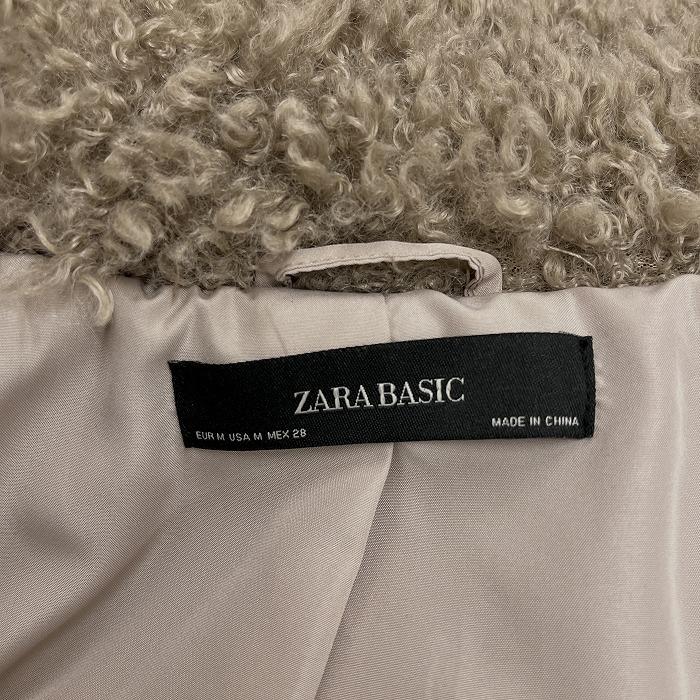 ZARA BASIC
EUR M USA M MEX 28
MADE IN CHINA